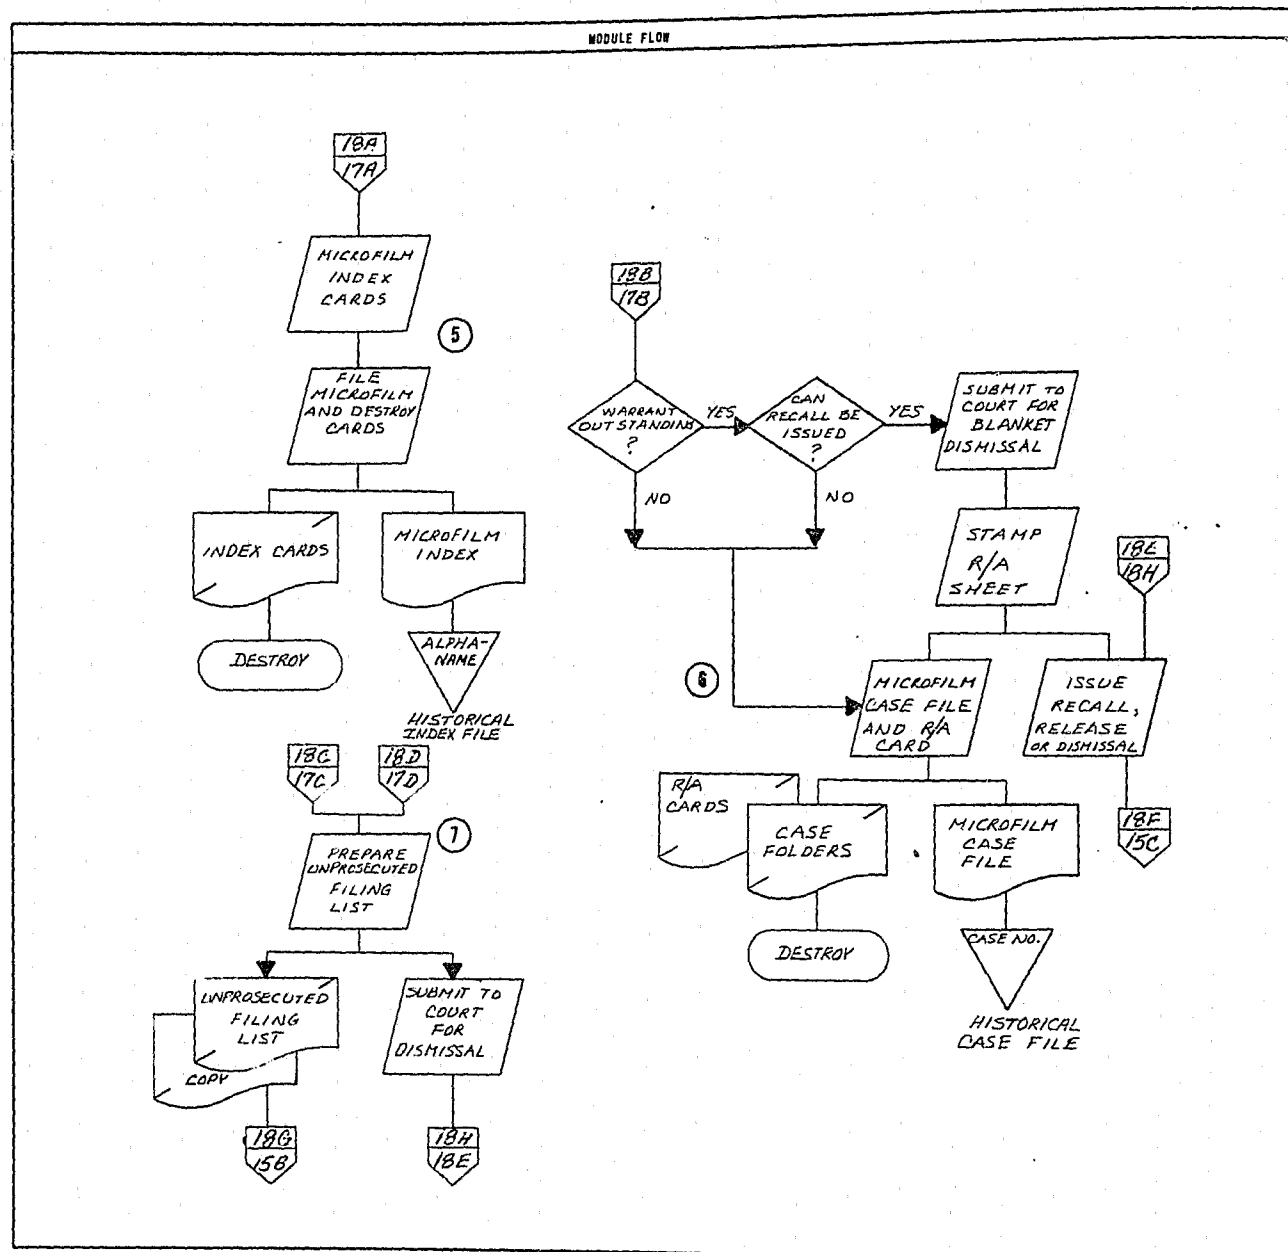 MODULE FLOW
18A
17A
MICROFILM
INDEX
CARDS
5
FILE
MICROFILM
AND DESTROY
CARDS
INDEX CARDS
MICROFILM
INDEX
DESTROY
ALPHA-
NAME
HISTORICAL
INDEX FILE
18B
17B
WARRANT
OUTSTANDING
?
YES
CAN
RECALL BE
ISSUED
?
YES
SUBMIT TO
COURT FOR
BLANKET
DISMISSAL
NO
NO
STAMP
R/A
SHEET
18E
18H
6
MICROFILM
CASE FILE
AND R/A
CARD
ISSUE
RECALL,
RELEASE
OR DISMISSAL
R/A
CARDS
CASE
FOLDERS
MICROFILM
CASE
FILE
18F
15C
DESTROY
CASE NO.
HISTORICAL
CASE FILE
18C
17C
18D
17D
7
PREPARE
UNPROSECUTED
FILING
LIST
UNPROSECUTED
FILING
LIST
COPY
SUBMIT TO
COURT
FOR
DISMISSAL
18G
15B
18H
18E